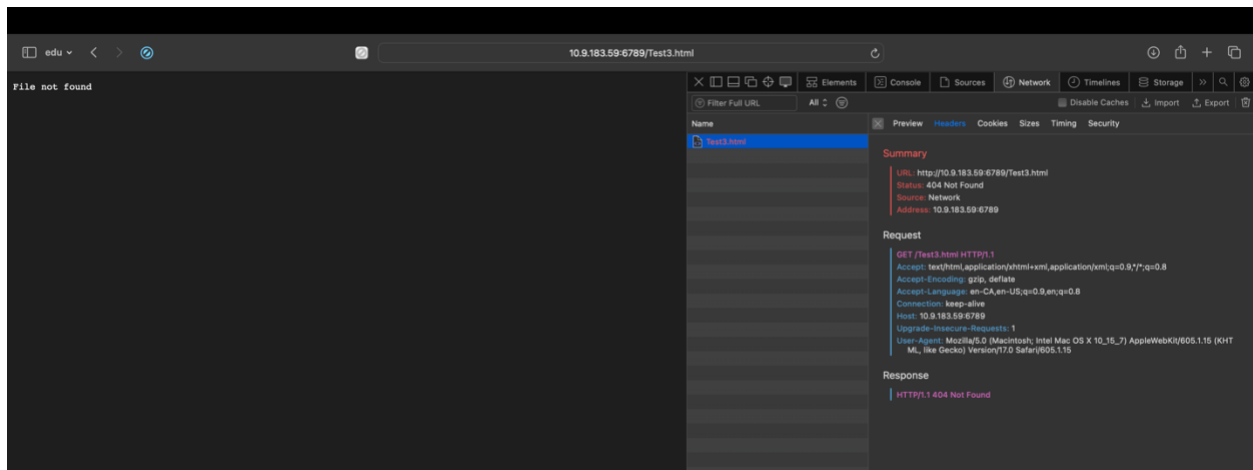 edu
10.9.183.59:6789/Test3.html
File not found
Elements
Console
Sources
Network
Timelines
Storage
Filter Full URL
All
Disable Caches
Import
Export
Name
Preview
Headers
Cookies
Sizes
Timing
Security
Test3.html
Summary
URL: http://10.9.183.59:6789/Test3.html
Status: 404 Not Found
Source: Network
Address: 10.9.183.59:6789
Request
GET /Test3.html HTTP/1.1
Accept: text/html,application/xhtml+xml,application/xml;q=0.9,*/*;q=0.8
Accept-Encoding: gzip, deflate
Accept-Language: en-CA,en-US;q=0.9,en;q=0.8
Connection: keep-alive
Host: 10.9.183.59:6789
Upgrade-Insecure-Requests: 1
User-Agent: Mozilla/5.0 (Macintosh; Intel Mac OS X 10_15_7) AppleWebKit/605.1.15 (KHT
ML, like Gecko) Version/17.0 Safari/605.1.15
Response
HTTP/1.1 404 Not Found